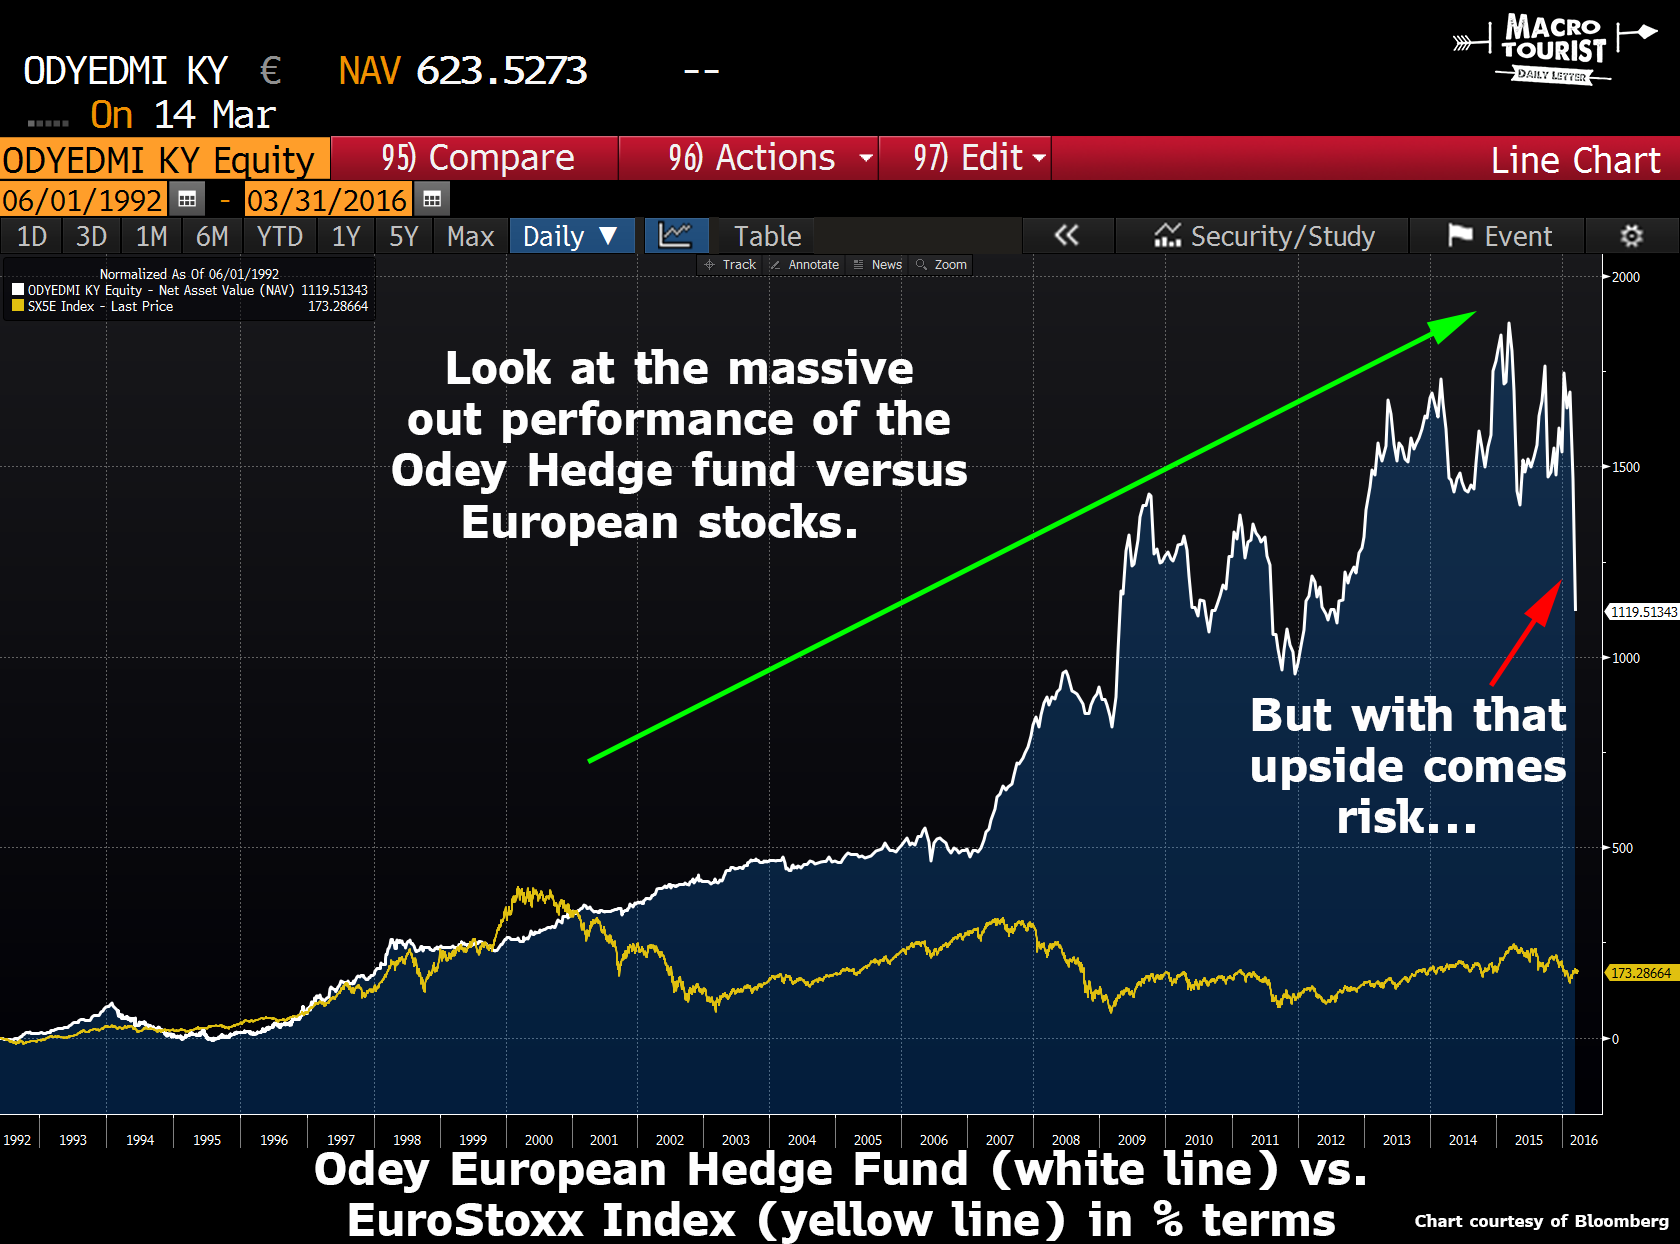 MACRO
TOURIST
DAILY LETTER
ODYEDMI KY € NAV 623.5273 --
On 14 Mar
ODYEDMI KY Equity 95) Compare 96) Actions 97) Edit Line Chart
06/01/1992 - 03/31/2016
1D 3D 1M 6M YTD 1Y 5Y Max Daily ▼ Table « Security/Study Event
Track Annotate News Zoom
Normalized As Of 06/01/1992
ODYEDMI KY Equity - Net Asset Value (NAV) 1119.51343
SX5E Index - Last Price 173.28664
2000
Look at the massive
out performance of the
Odey Hedge fund versus
European stocks.
1500
1119.51343
1000
But with that
upside comes
risk...
500
173.28664
0
1992 1993 1994 1995 1996 1997 1998 1999 2000 2001 2002 2003 2004 2005 2006 2007 2008 2009 2010 2011 2012 2013 2014 2015 2016
Odey European Hedge Fund (white line) vs.
EuroStoxx Index (yellow line) in % terms
Chart courtesy of Bloomberg